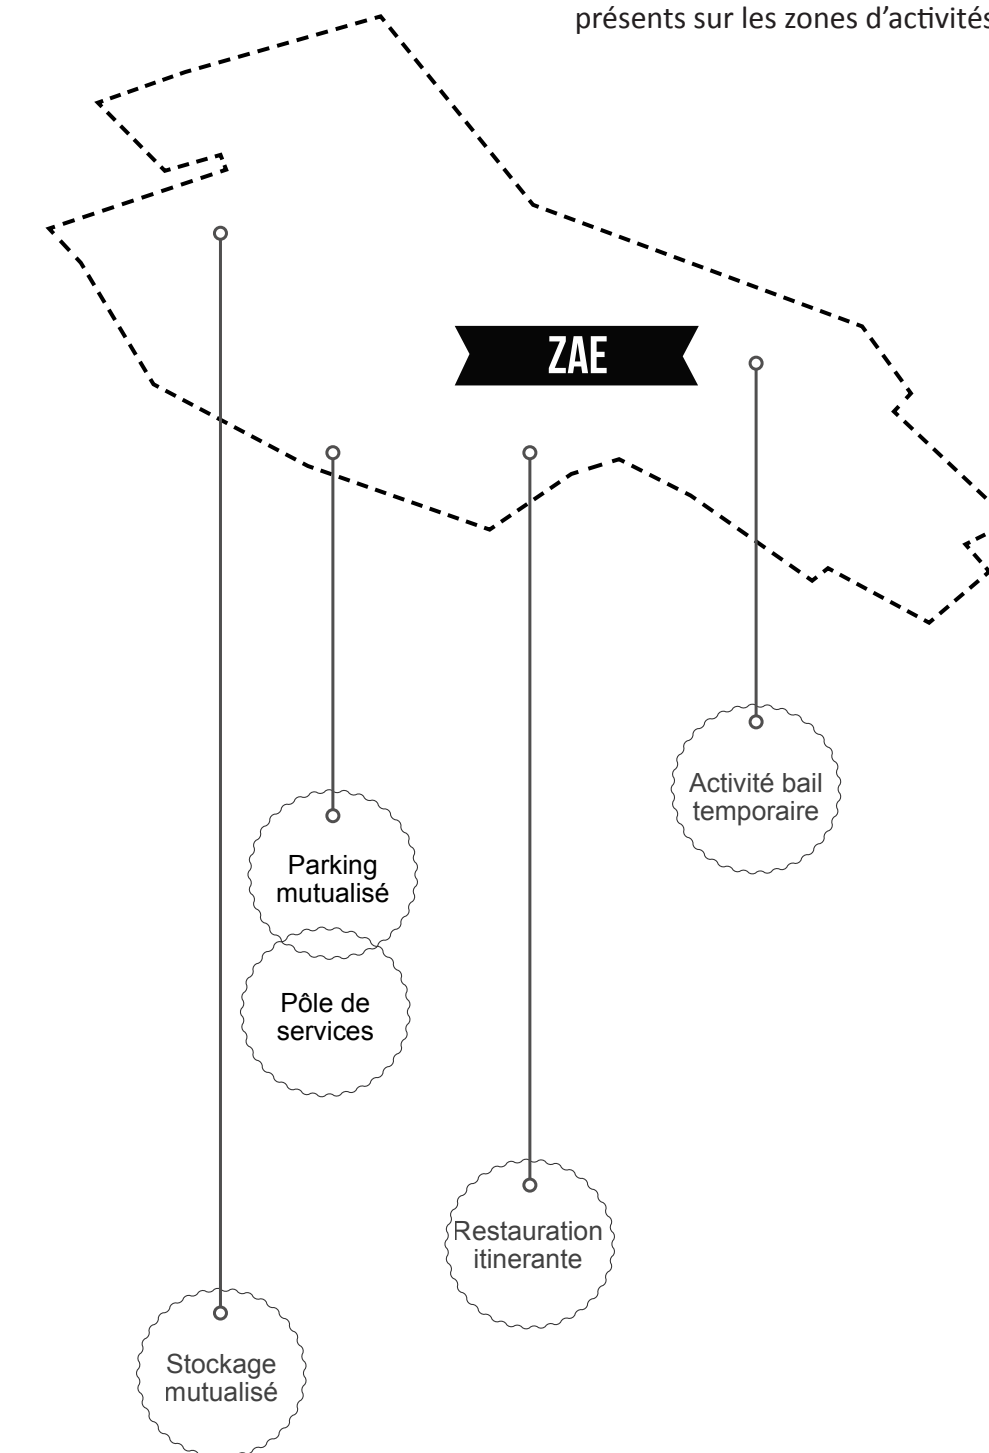 présents sur les zones d’activités
ZAE
Activité bail
temporaire
Parking
mutualisé
Pôle de
services
Restauration
itinerante
Stockage
mutualisé